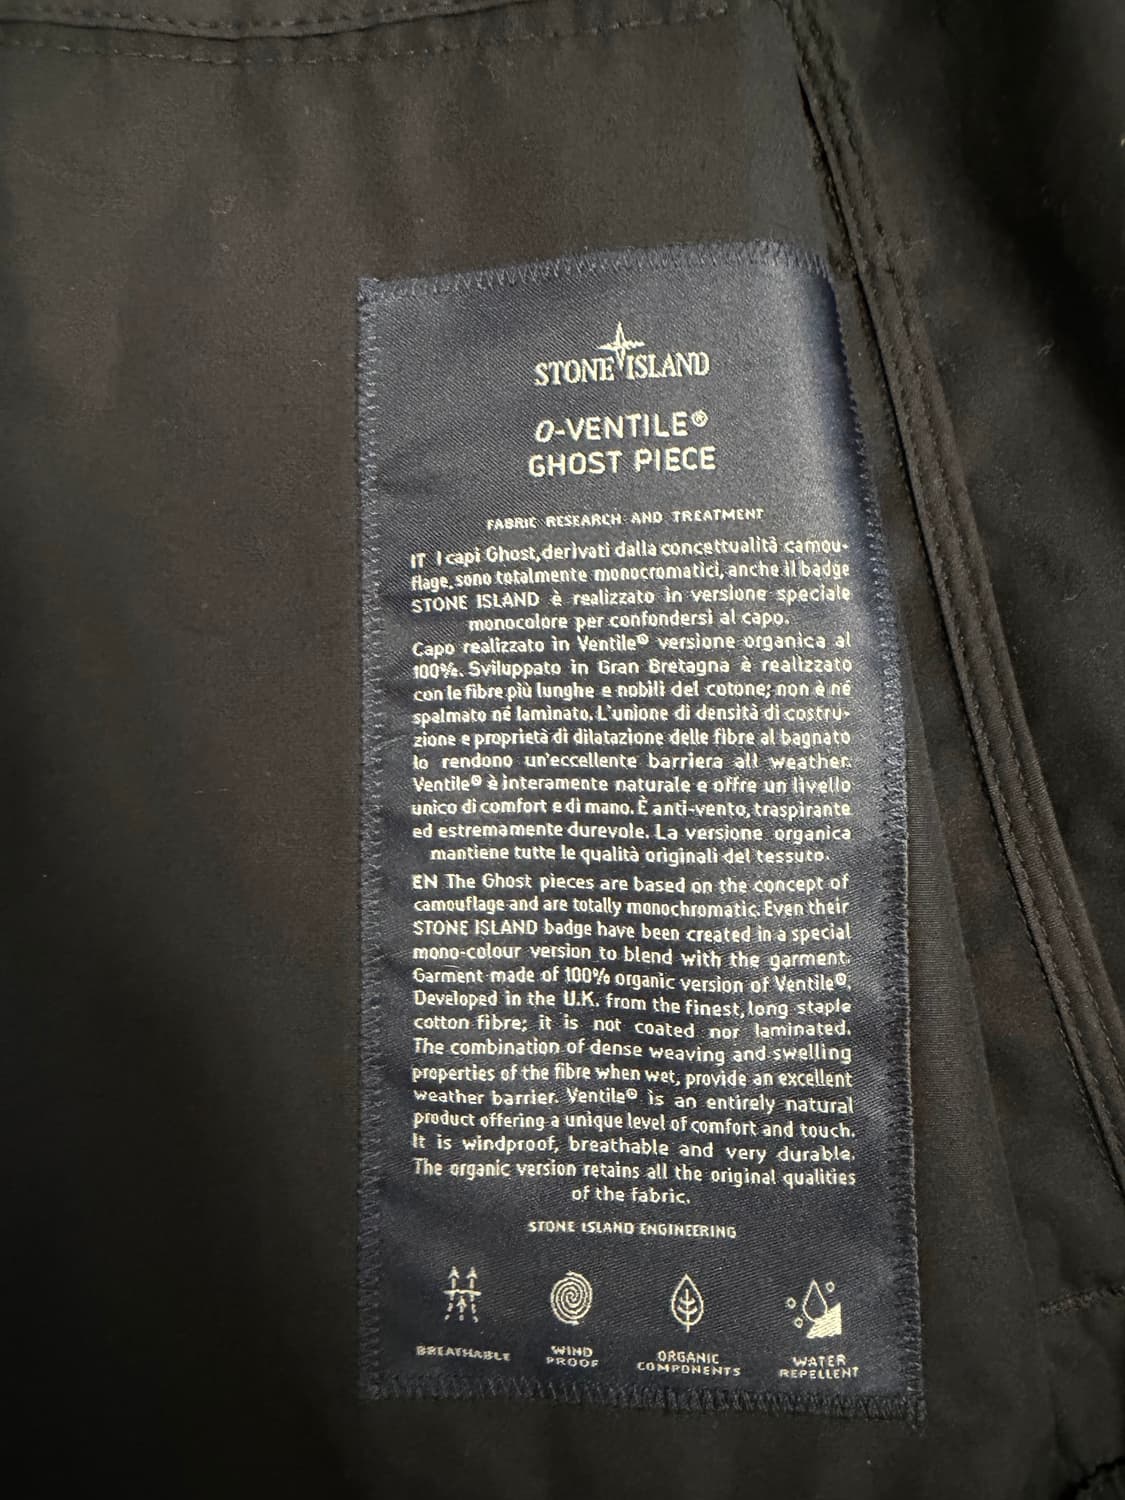 STONE ISLAND
O-VENTILE®
GHOST PIECE
FABRIC RESEARCH AND TREATMENT
IT I capi Ghost, derivati dalla concettualità camou-
flage, sono totalmente monocromatici, anche il badge
STONE ISLAND è realizzato in versione speciale
monocolore per confondersi al capo.
Capo realizzato in Ventile® versione organica al
100%. Sviluppato in Gran Bretagna è realizzato
con le fibre più lunghe e nobili del cotone; non è né
spalmato né laminato. L'unione di densità di costru-
zione e proprietà di dilatazione delle fibre al bagnato
lo rendono un'eccellente barriera all weather.
Ventile® è interamente naturale e offre un livello
unico di comfort e di mano. È anti-vento, traspirante
ed estremamente durevole. La versione organica
mantiene tutte le qualità originali del tessuto.
EN The Ghost pieces are based on the concept of
camouflage and are totally monochromatic. Even their
STONE ISLAND badge have been created in a special
mono-colour version to blend with the garment.
Garment made of 100% organic version of Ventile®.
Developed in the U.K. from the finest, long staple
cotton fibre; it is not coated nor laminated.
The combination of dense weaving and swelling
properties of the fibre when wet, provide an excellent
weather barrier. Ventile® is an entirely natural
product offering a unique level of comfort and touch.
It is windproof, breathable and very durable.
The organic version retains all the original qualities
of the fabric.
STONE ISLAND ENGINEERING
BREATHABLE
WIND
PROOF
ORGANIC
COMPONENTS
WATER
REPELLENT